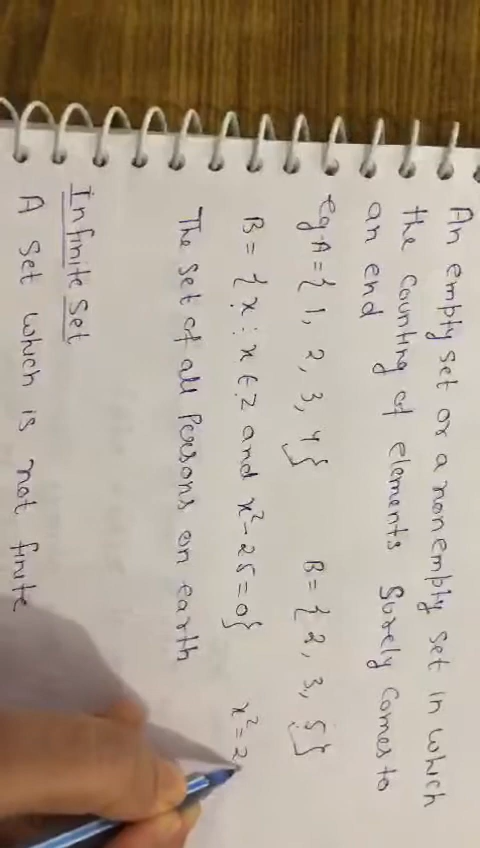 An empty set or a nonempty set in which
the counting of elements Surely Comes to
an end
eg A = {1, 2, 3, 4} B = {2, 3, 5}
B = {x : x ∈ Z and x² - 25 = 0} x² = 2
The set of all Persons on earth
Infinite Set
A set which is not finite